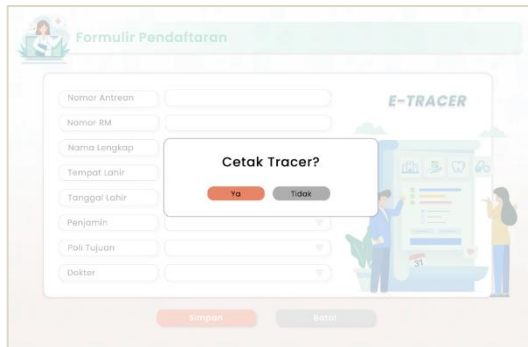 Formulir Pendaftaran
Nomor Antrean
E-TRACER
Nomor RM
Nama Lengkap
Cetak Tracer?
Tempat Lahir
Ya
Tidak
Tanggal Lahir
Penjamin
Poli Tujuan
31
Dokter
Simpan
Batal